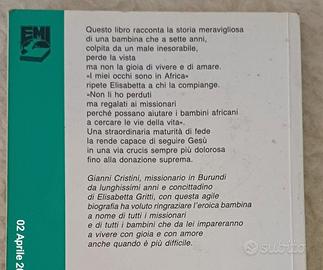 EMI
Questo libro racconta la storia meravigliosa
di una bambina che a sette anni,
colpita da un male inesorabile,
perde la vista
ma non la gioia di vivere e di amare.
«I miei occhi sono in Africa»
ripete Elisabetta a chi la compiange.
«Non li ho perduti
ma regalati ai missionari
perché possano aiutare i bambini africani
a cercare le vie della vita».
Una straordinaria maturità di fede
la rende capace di seguire Gesù
in una via crucis sempre più dolorosa
fino alla donazione suprema.
Gianni Cristini, missionario in Burundi
da lunghissimi anni e concittadino
di Elisabetta Gritti, con questa agile
biografia ha voluto ringraziare l'eroica bambina
a nome di tutti i missionari
e di tutti i bambini che da lei impareranno
a vivere con gioia e con amore
anche quando è più difficile.
02 Aprile
subito